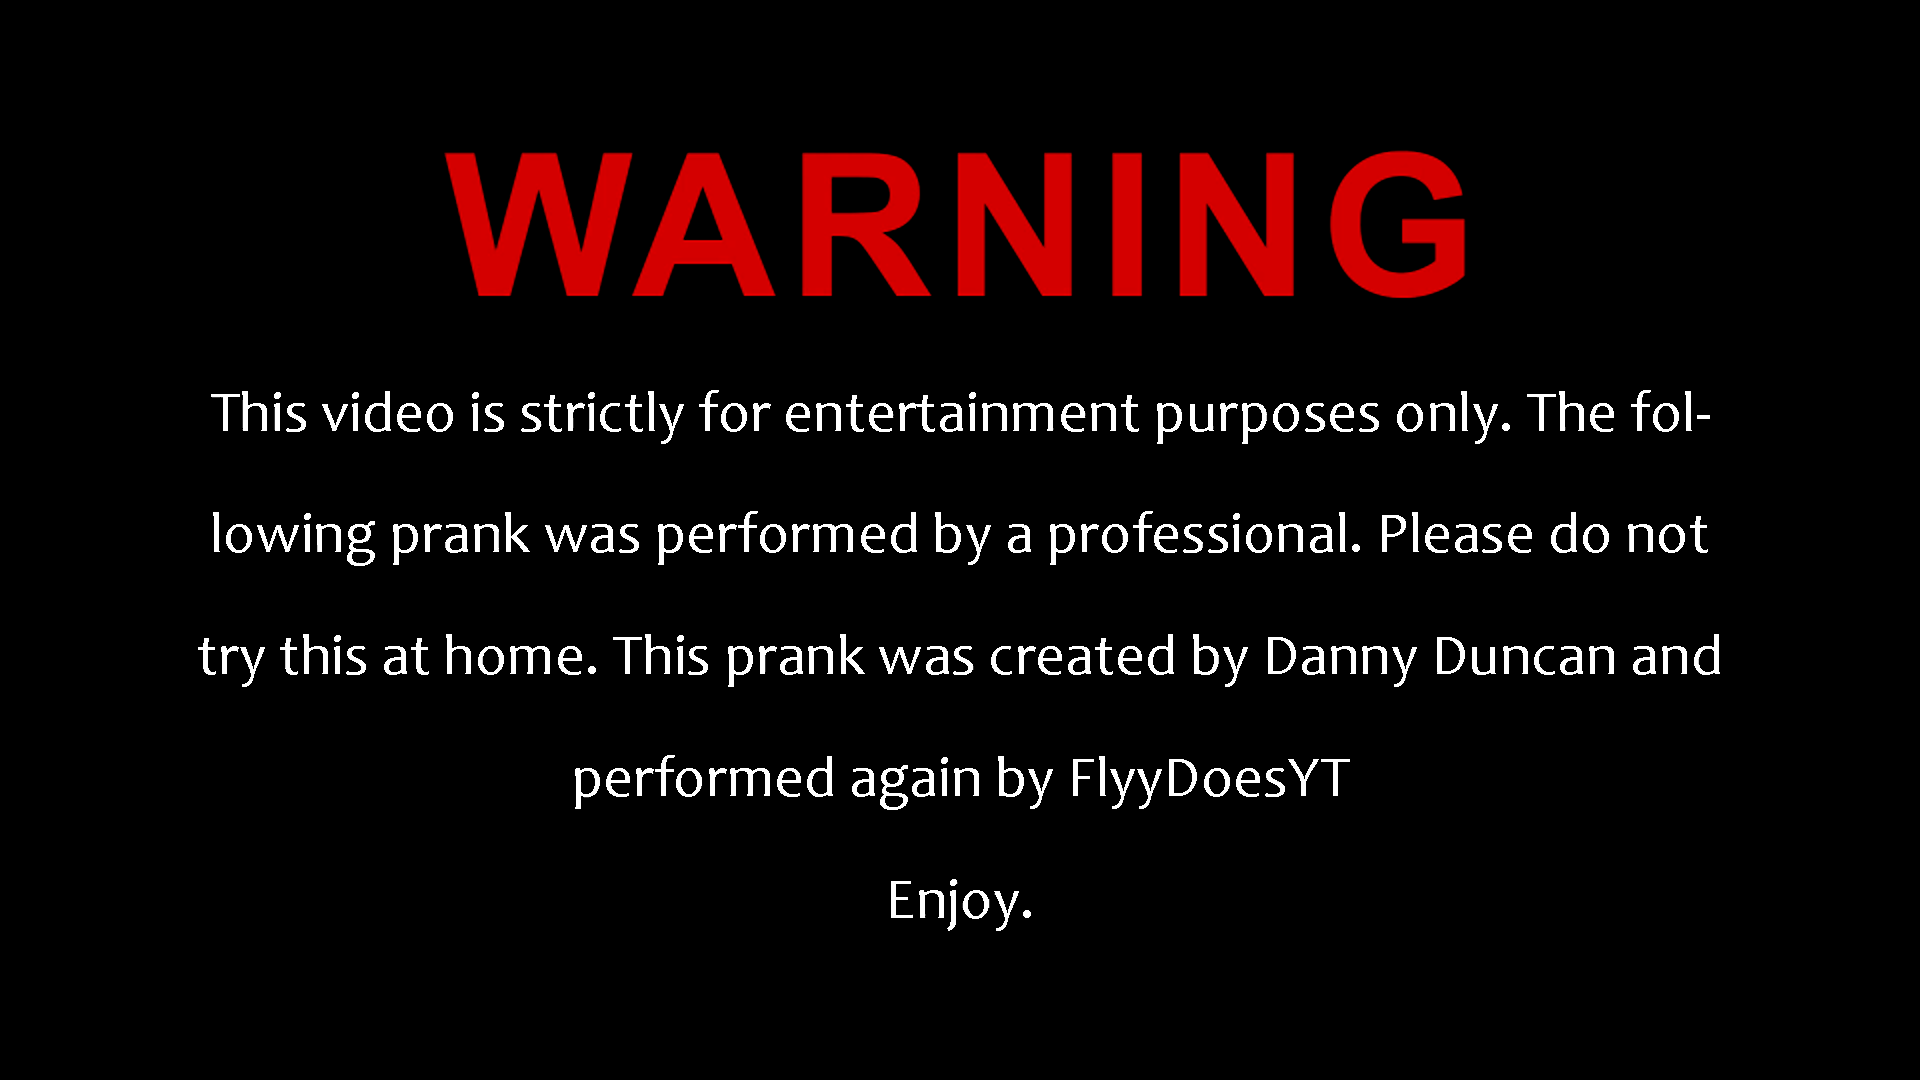 WARNING
This video is strictly for entertainment purposes only. The fol-
lowing prank was performed by a professional. Please do not
try this at home. This prank was created by Danny Duncan and
performed again by FlyyDoesYT
Enjoy.